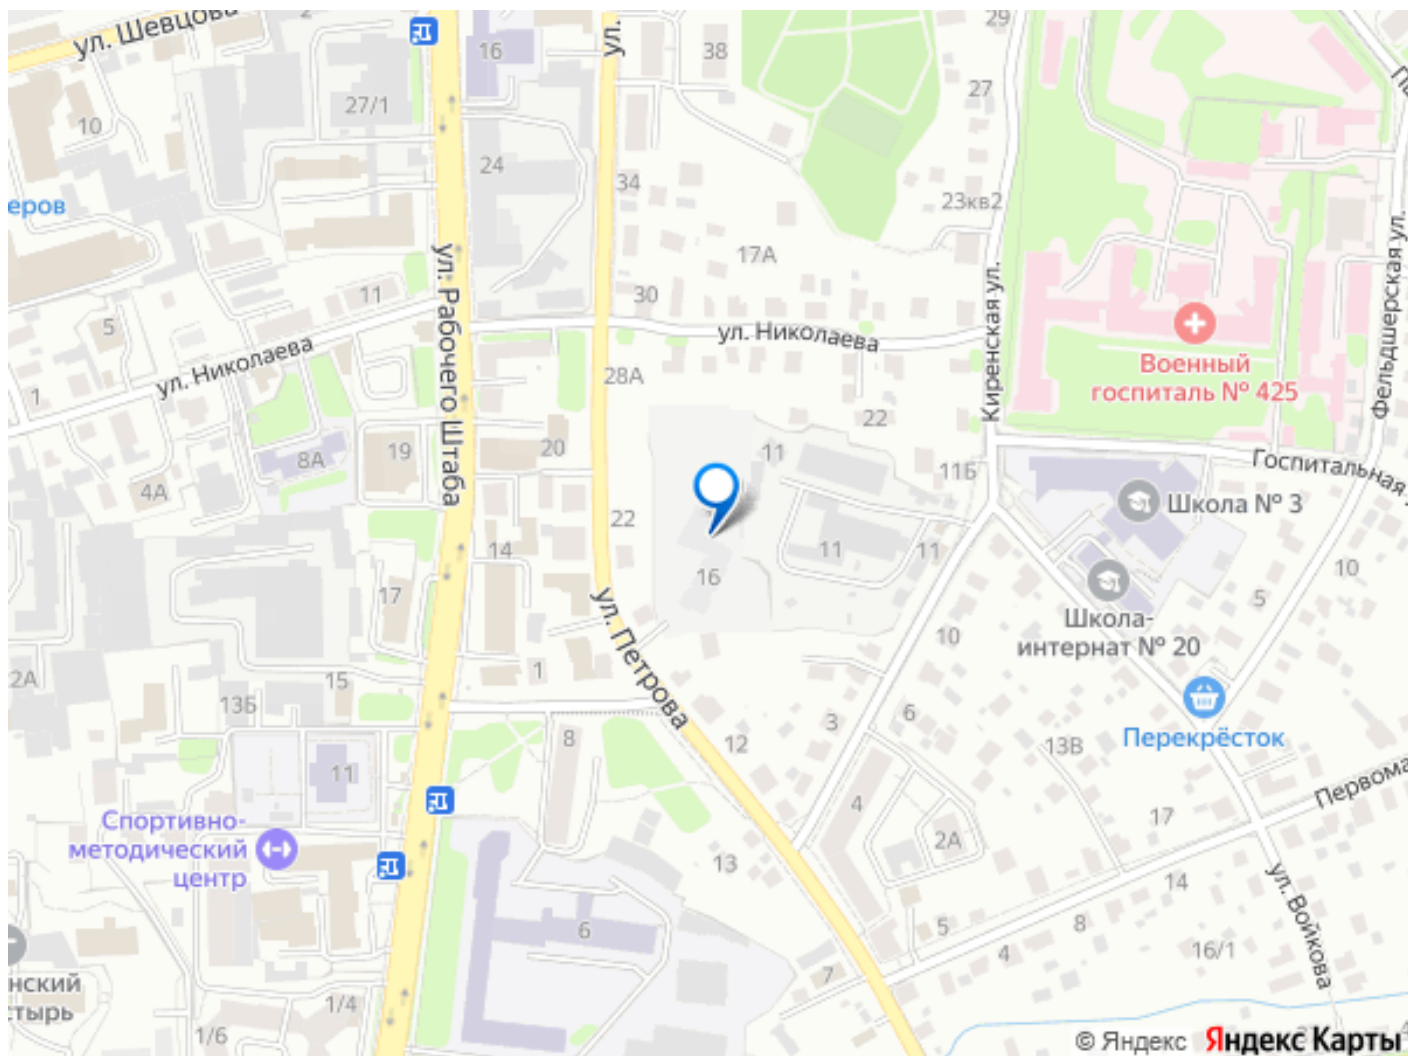 ул. Шевцова
16
ул.
38
29
27/1
27
10
24
34
23кв2
еров
17А
11
30
5
ул. Рабочего Штаба
ул. Николаева
ул. Николаева
Киренская ул.
Фельдшерская ул.
Военный
госпиталь № 425
28А
1
22
20
19
8А
4А
11
11Б
Госпитальная
Школа № 3
22
14
11
11
16
17
10
5
10
Школа-
интернат № 20
ул. Петрова
1
2А
15
13Б
3
6
12
8
13В
Перекрёсток
11
4
2А
17
Первома
Спортивно-
методический
центр
13
14
ул. Войкова
6
5
8
4
16/1
7
нский
стырь
1/4
1/6
© Яндекс
Яндекс Карты